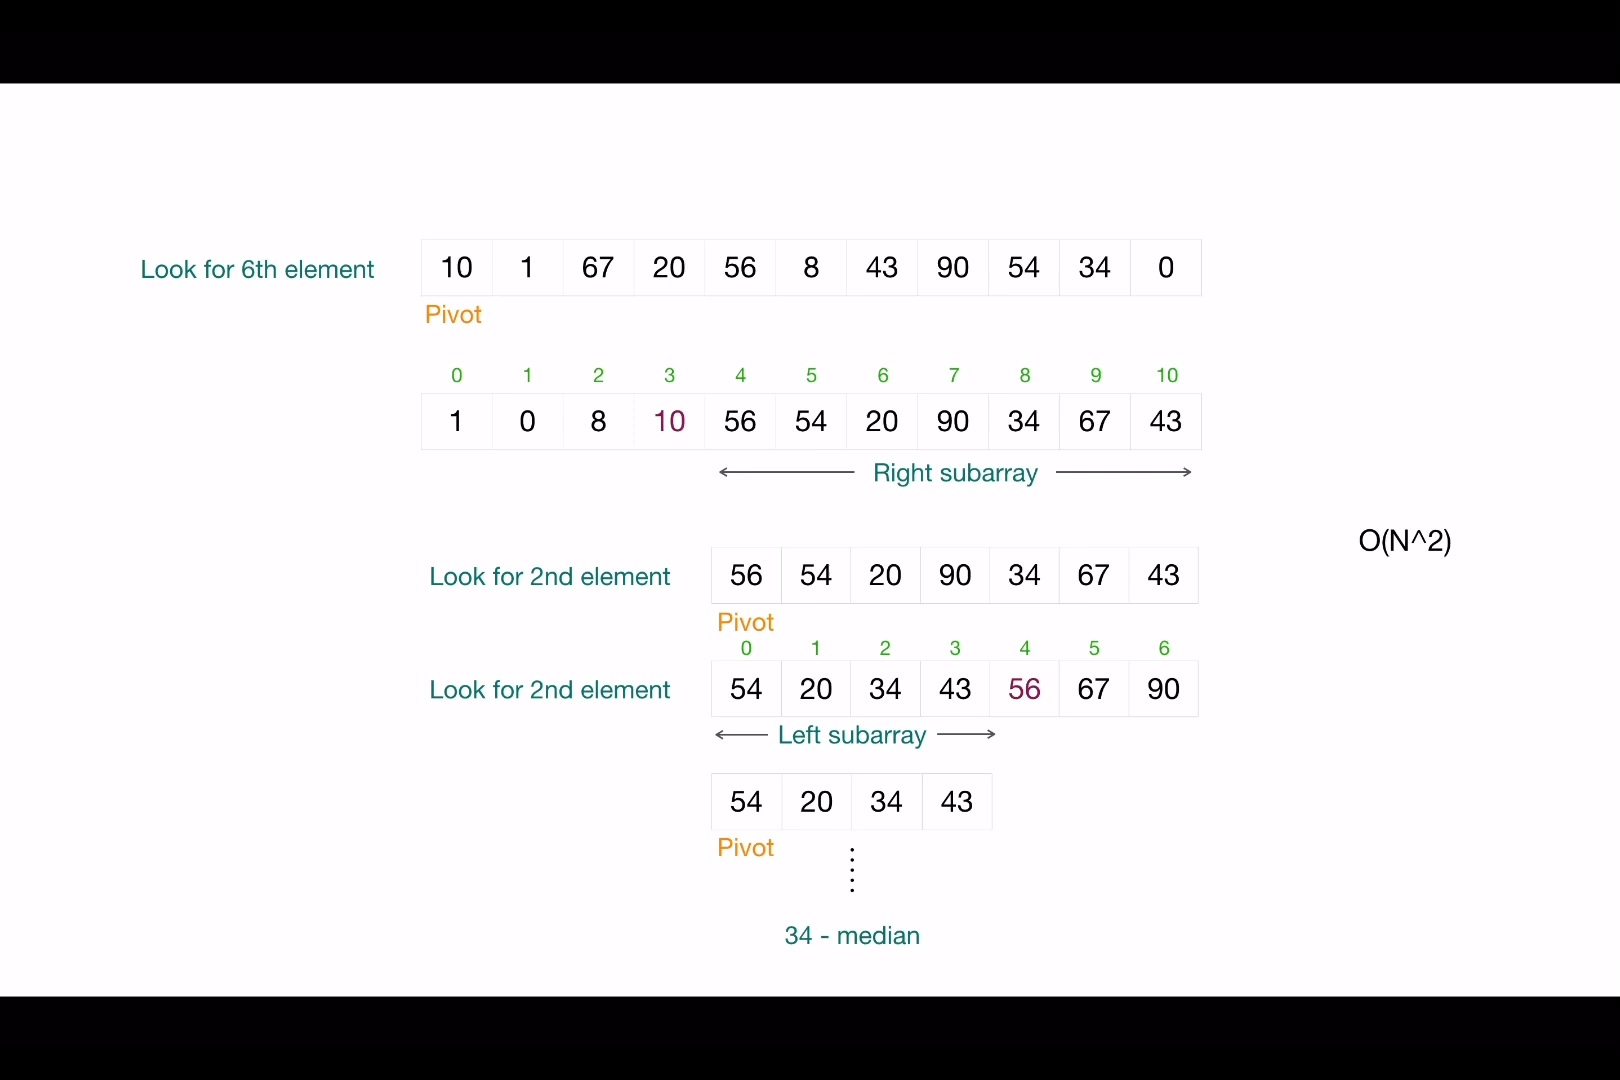 Look for 6th element 10 1 67 20 56 8 43 90 54 34 0
Pivot
0 1 2 3 4 5 6 7 8 9 10
1 0 8 10 56 54 20 90 34 67 43
Right subarray
O(N^2)
Look for 2nd element 56 54 20 90 34 67 43
Pivot
0 1 2 3 4 5 6
Look for 2nd element 54 20 34 43 56 67 90
Left subarray
54 20 34 43
Pivot
34 - median